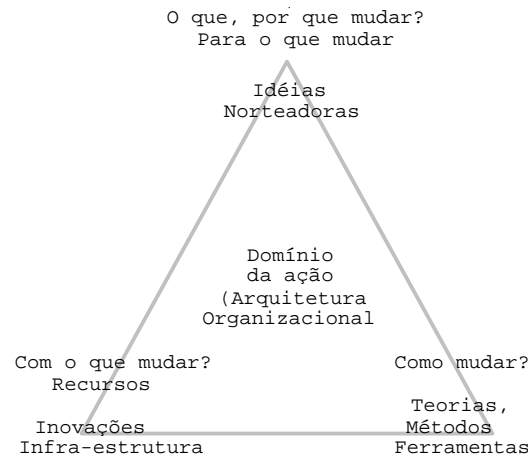 O que, por que mudar?
Para o que mudar
Idéias
Norteadoras
Domínio
da ação
(Arquitetura
Organizacional
Com o que mudar?
Recursos
Inovações
Infra-estrutura
Como mudar?
Teorias,
Métodos
Ferramentas